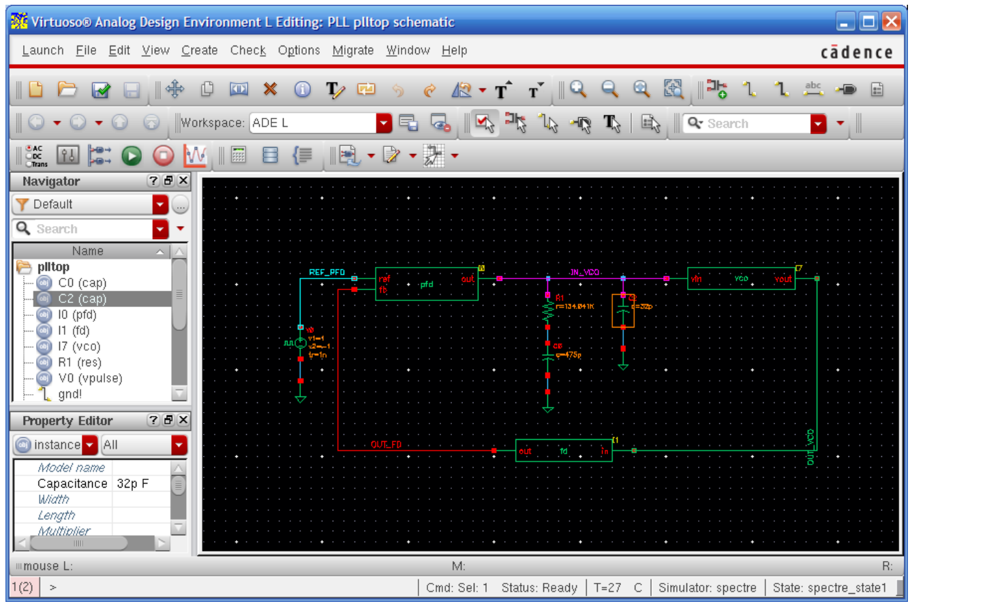 Virtuoso® Analog Design Environment L Editing: PLL plltop schematic
Launch File Edit View Create Check Options Migrate Window Help
cādence
abc
Workspace: ADE L
Search
AC
DC
Trans
Navigator
Default
Search
Name
plltop
C0 (cap)
C2 (cap)
I0 (pfd)
I1 (fd)
I7 (vco)
R1 (res)
V0 (vpulse)
gnd!
Property Editor
instance All
Model name
Capacitance 32p F
Width
Length
Multiplier
REF_PFD
ref
fb
pfd
out
IN_VCO
vin
vco
vout
R1
r=134.841K
c=32p
C0
c=475p
V0
v1=1
v2=-1
tr=1n
OUT_FD
out
fd
in
I1
OUT_VCO
mouse L: M: R:
1(2) >
Cmd: Sel: 1 Status: Ready T=27 C Simulator: spectre State: spectre_state1